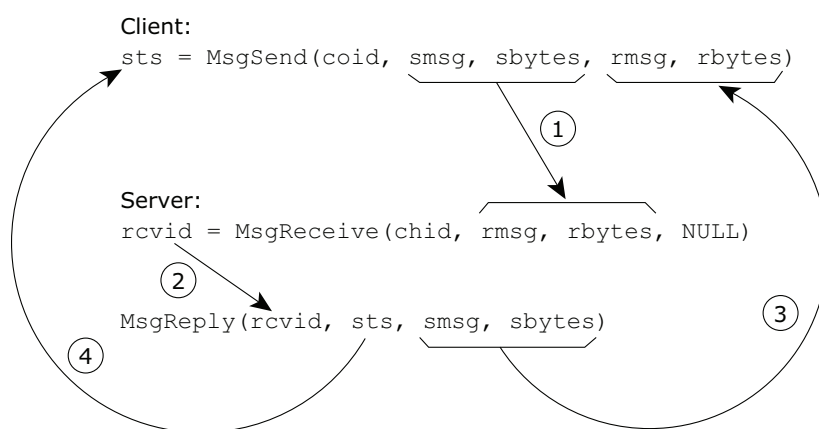 Client:
sts = MsgSend(coid, smsg, sbytes, rmsg, rbytes)
1
Server:
rcvid = MsgReceive(chid, rmsg, rbytes, NULL)
2
MsgReply(rcvid, sts, smsg, sbytes)
3
4